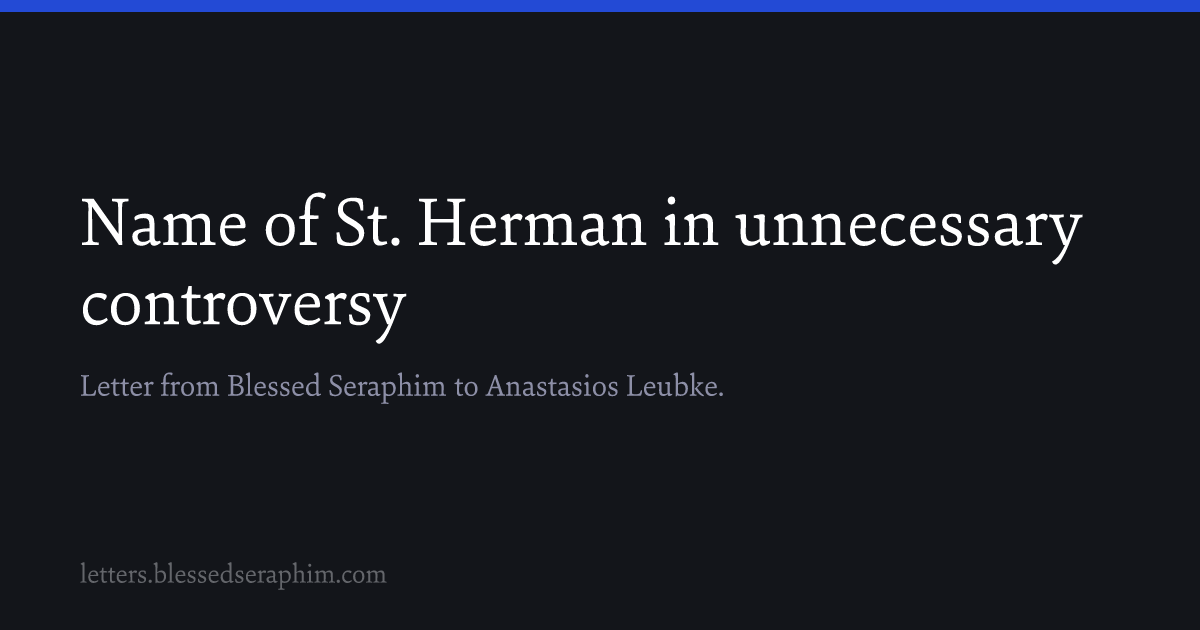 Name of St. Herman in unnecessary
controversy
Letter from Blessed Seraphim to Anastasios Leubke.
letters.blessedseraphim.com